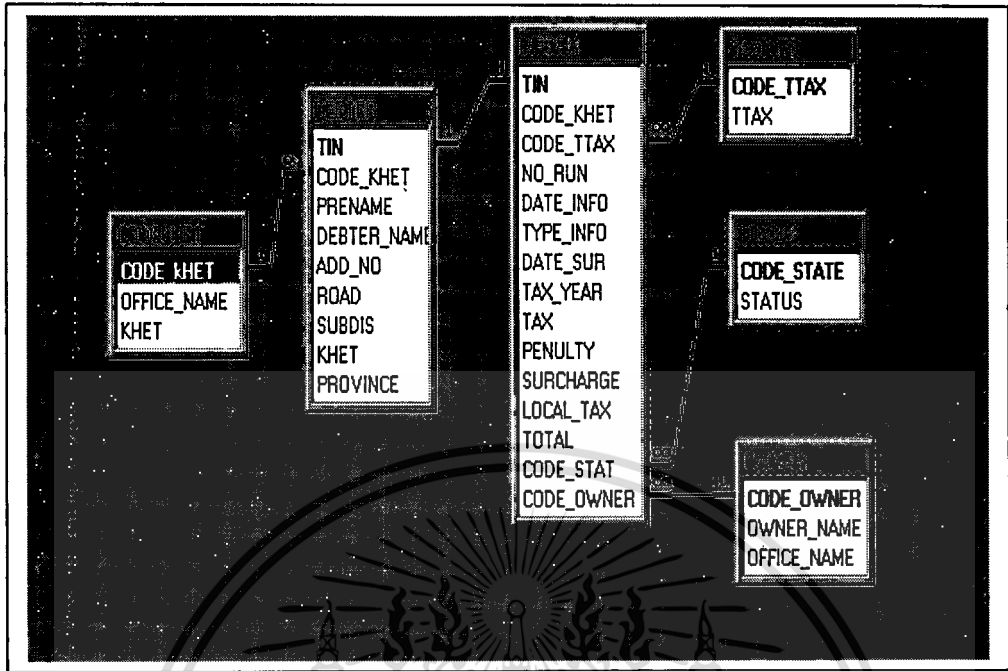 CODE_KHET
OFFICE_NAME
KHET
TIN
CODE_KHET
PRENAME
DEBTER_NAME
ADD_NO
ROAD
SUBDIS
KHET
PROVINCE
TIN
CODE_KHET
CODE_TTAX
NO_RUN
DATE_INFO
TYPE_INFO
DATE_SUR
TAX_YEAR
TAX
PENULTY
SURCHARGE
LOCAL_TAX
TOTAL
CODE_STAT
CODE_OWNER
CODE_TTAX
TTAX
CODE_STATE
STATUS
CODE_OWNER
OWNER_NAME
OFFICE_NAME